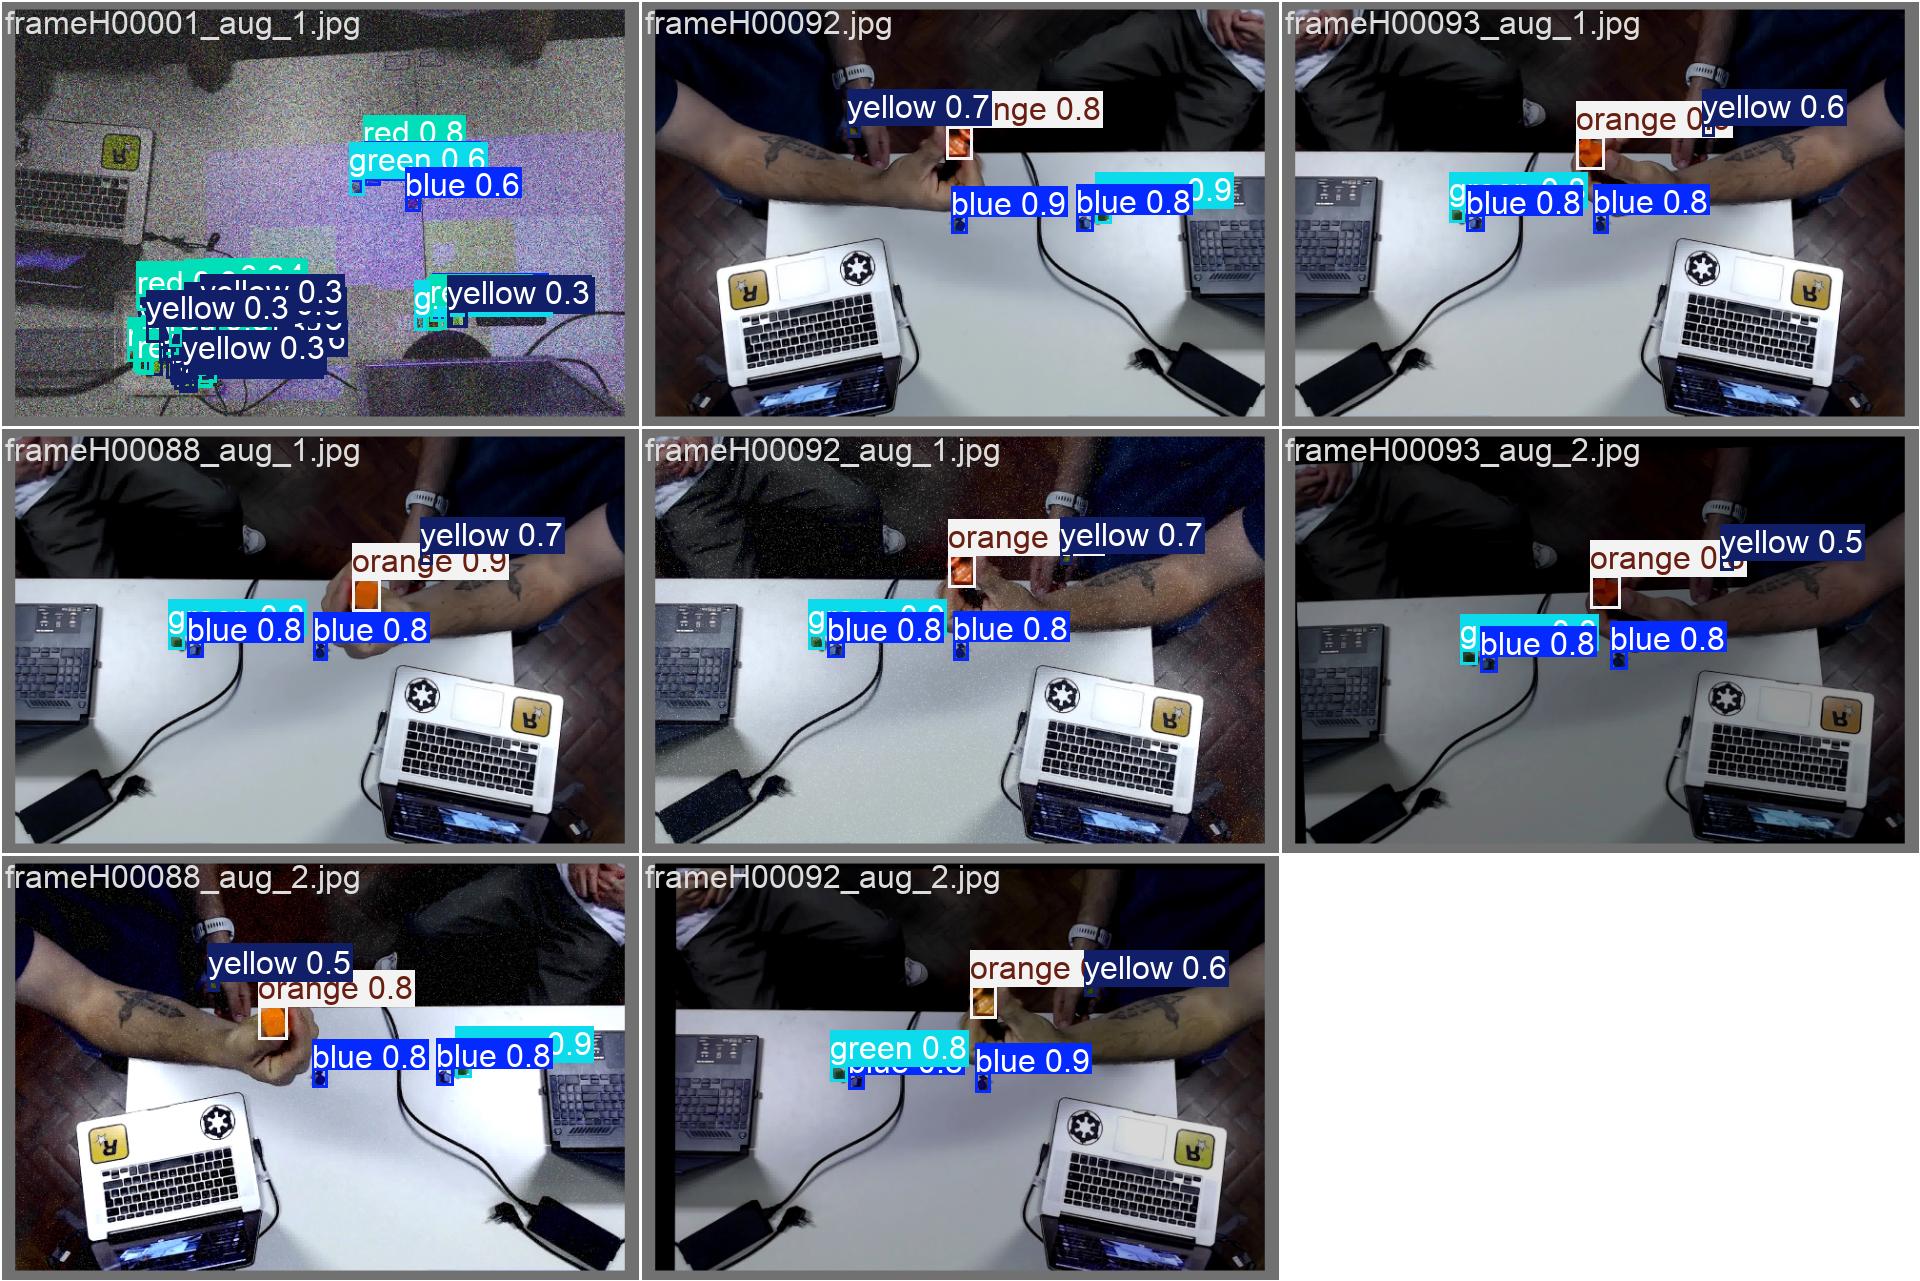 frameH00001_aug_1.jpg
red 0.8
green 0.6
blue 0.6
yellow 0.3
yellow 0.3
yellow 0.3
frameH00092.jpg
yellow 0.7
nge 0.8
blue 0.9
blue 0.8
0.9
frameH00093_aug_1.jpg
orange
yellow 0.6
blue 0.8
blue 0.8
frameH00088_aug_1.jpg
yellow 0.7
orange 0.9
blue 0.8
blue 0.8
frameH00092_aug_1.jpg
orange
yellow 0.7
blue 0.8
blue 0.8
frameH00093_aug_2.jpg
orange
yellow 0.5
blue 0.8
blue 0.8
frameH00088_aug_2.jpg
yellow 0.5
orange 0.8
blue 0.8
blue 0.8
0.9
frameH00092_aug_2.jpg
orange
yellow 0.6
green 0.8
blue 0.9